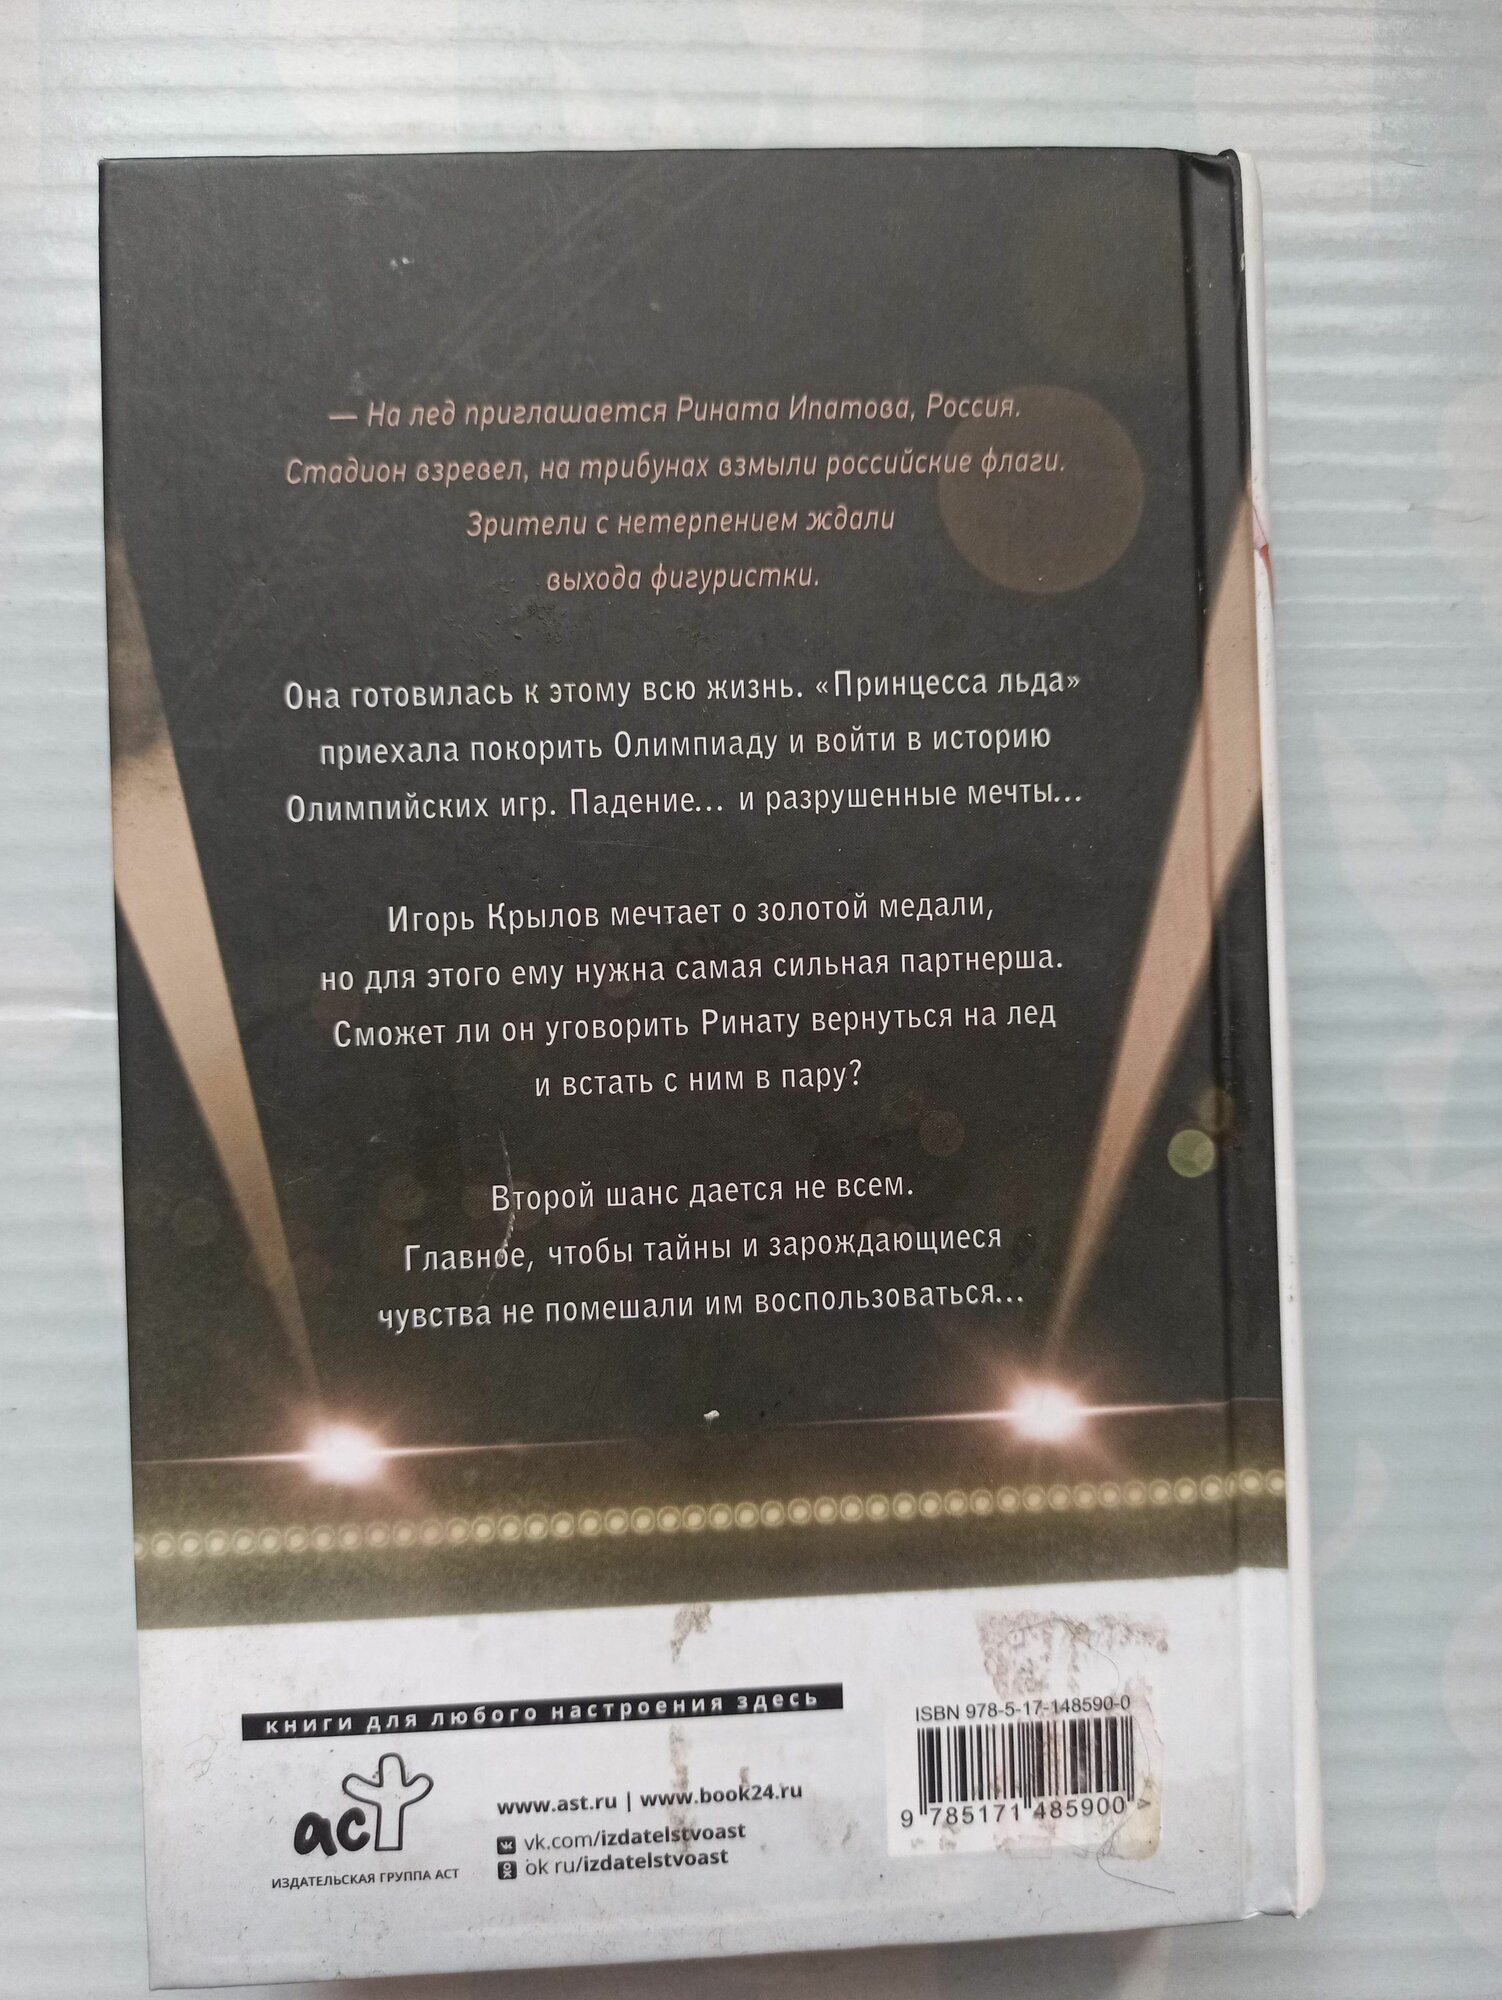 — На лед приглашается Рината Ипатова, Россия.
Стадион взревел, на трибунах взмыли российские флаги.
Зрители с нетерпением ждали
выхода фигуристки.
Она готовилась к этому всю жизнь. «Принцесса льда»
приехала покорить Олимпиаду и войти в историю
Олимпийских игр. Падение... и разрушенные мечты...
Игорь Крылов мечтает о золотой медали,
но для этого ему нужна самая сильная партнерша.
Сможет ли он уговорить Ринату вернуться на лед
и встать с ним в пару?
Второй шанс дается не всем.
Главное, чтобы тайны и зарождающиеся
чувства не помешали им воспользоваться...
книги для любого настроения здесь
аст
ИЗДАТЕЛЬСКАЯ ГРУППА АСТ
www.ast.ru | www.book24.ru
vk.com/izdatelstvoast
ok ru/izdatelstvoast
ISBN 978-5-17-148590-0
9 785171 485900 >